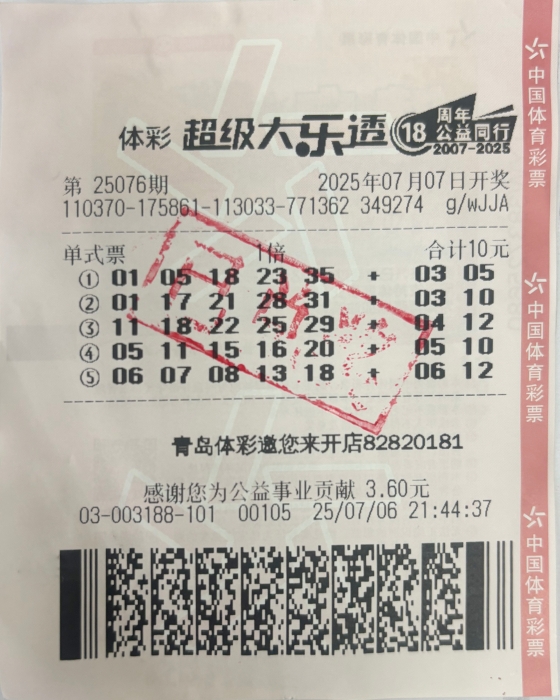 体彩 超级大乐透 18 周年 公益同行 2007-2025
第 25076期 2025年07月07日开奖
110370-175861-113033-771362 349274 g/wJJA
单式票 1倍 合计10元
① 01 05 18 23 35 + 03 05
② 01 17 21 28 31 + 03 10
③ 11 18 22 25 29 + 04 12
④ 05 11 15 16 20 + 05 10
⑤ 06 07 08 13 18 + 06 12
青岛体彩邀您来开店82820181
感谢您为公益事业贡献 3.60元
03-003188-101 00105 25/07/06 21:44:37
中国体育彩票
中国体育彩票
中国体育彩票